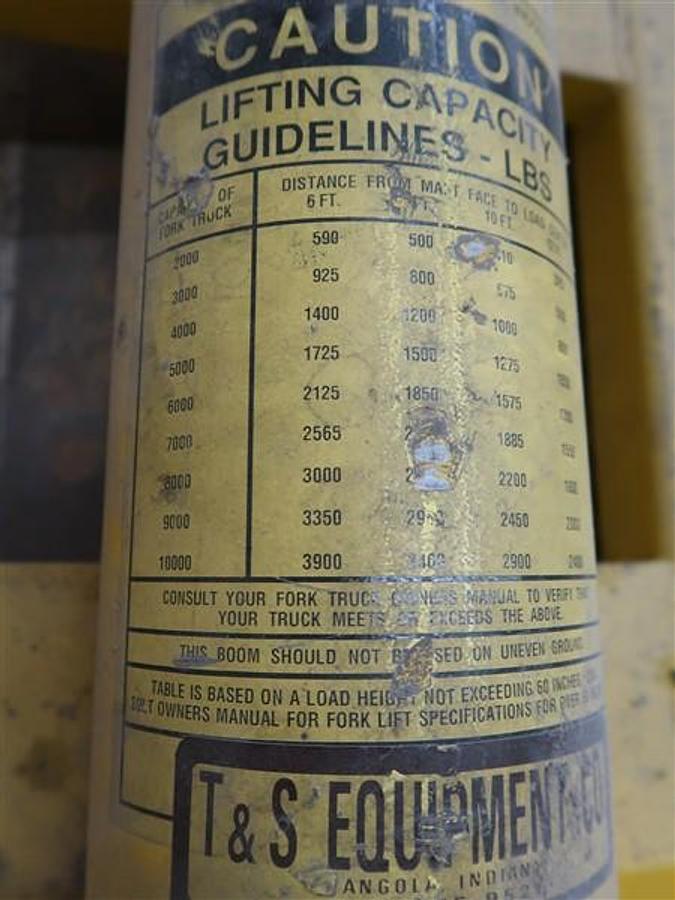 CAUTION
LIFTING CAPACITY
GUIDELINES - LBS
OF DISTANCE FROM MAST FACE TO LOAD
FORK TRUCK 6 FT. 10 FT.
2000 590 500
3000 925 800
4000 1400 1200 1000
5000 1725 1500 1275
6000 2125 1850 1575
7000 2565 1885
8000 3000 2200
9000 3350 2450
10000 3900 3400 2900
CONSULT YOUR FORK TRUCK OWNERS MANUAL TO VERIFY
YOUR TRUCK MEETS OR EXCEEDS THE ABOVE.
THIS BOOM SHOULD NOT BE USED ON UNEVEN GROUND.
TABLE IS BASED ON A LOAD HEIGHT NOT EXCEEDING 60 INCHES.
OWNERS MANUAL FOR FORK LIFT SPECIFICATIONS FOR
T & S EQUIPMENT CO
ANGOLA, INDIANA